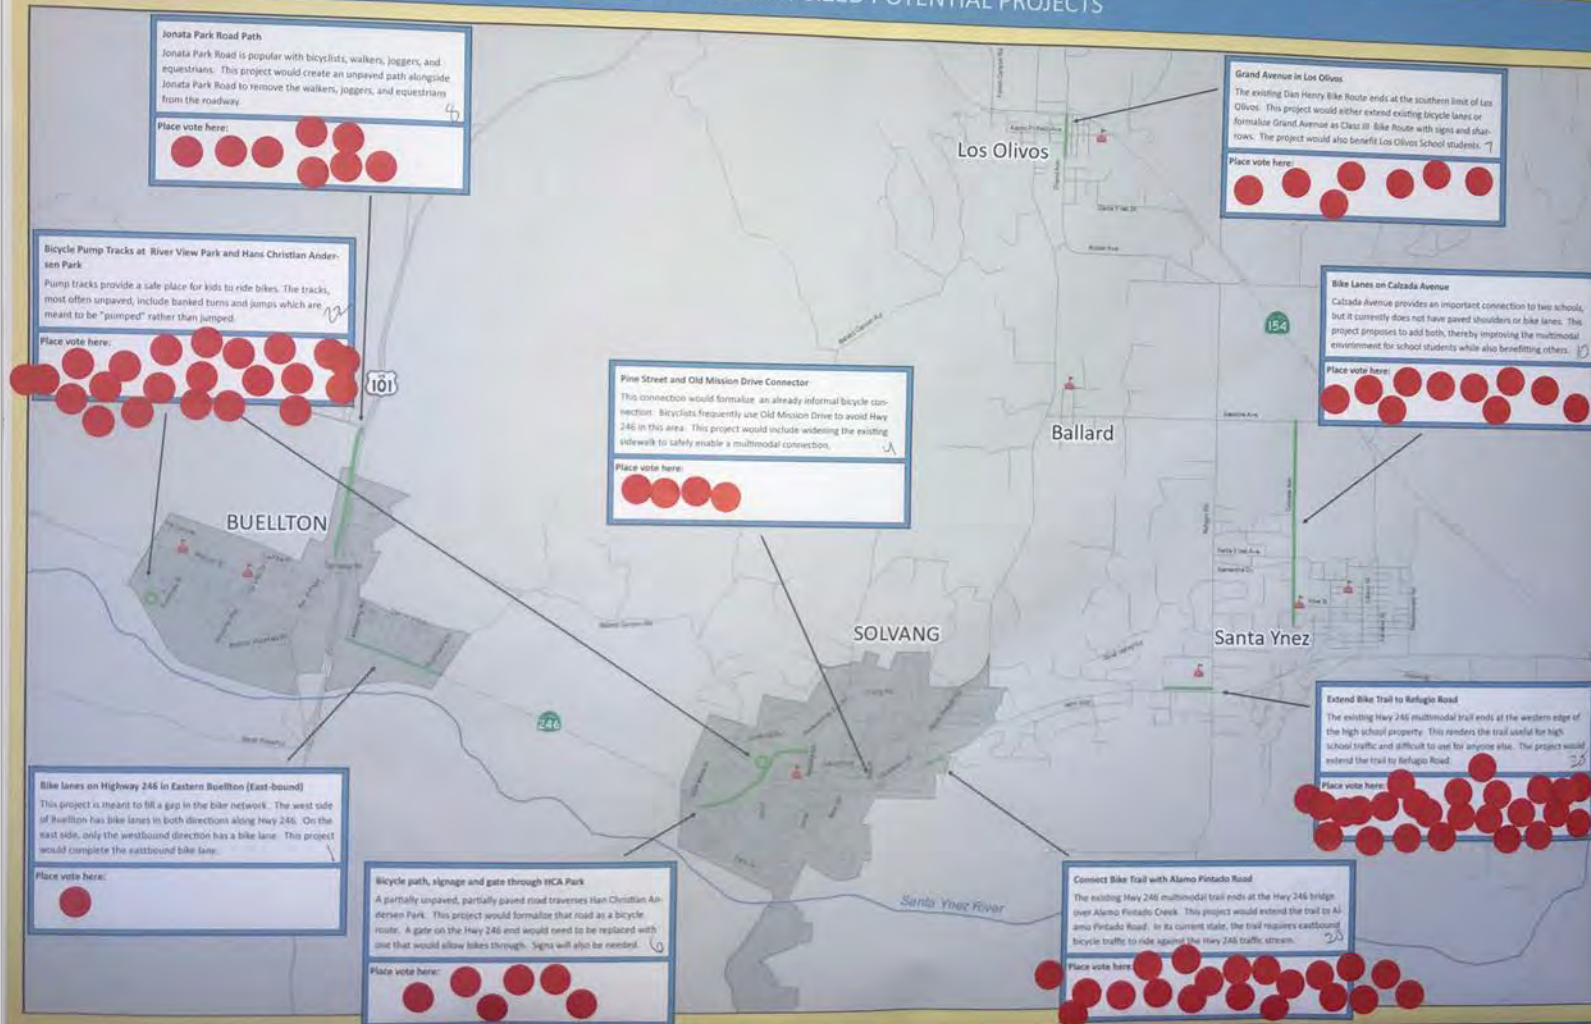 POTENTIAL PROJECTS
Jonata Park Road Path
Jonata Park Road is popular with bicyclists, walkers, joggers, and
equestrians. This project would create an unpaved path alongside
Jonata Park Road to remove the walkers, joggers, and equestrians
from the roadway.
8
Place vote here:
Grand Avenue in Los Olivos
The existing Dan Henry Bike Route ends at the southern limit of Los
Olivos. This project would either extend existing bicycle lanes or
formalize Grand Avenue as Class III Bike Route with signs and shar-
rows. The project would also benefit Los Olivos School students. 7
Place vote here:
Los Olivos
Bicycle Pump Tracks at River View Park and Hans Christian Ander-
sen Park
Pump tracks provide a safe place for kids to ride bikes. The tracks,
most often unpaved, include banked turns and jumps which are
meant to be "pumped" rather than jumped.
Place vote here:
101
154
Bike Lanes on Calzada Avenue
Calzada Avenue provides an important connection to two schools,
but it currently does not have paved shoulders or bike lanes. This
project proposes to add both, thereby improving the multimodal
environment for school students while also benefitting others. 10
Place vote here:
Pine Street and Old Mission Drive Connector
This connection would formalize an already informal bicycle con-
nection. Bicyclists frequently use Old Mission Drive to avoid Hwy
246 in this area. This project would include widening the existing
sidewalk to safely enable a multimodal connection. 4
Place vote here:
Ballard
BUELLTON
SOLVANG
Santa Ynez
246
Extend Bike Trail to Refugio Road
The existing Hwy 246 multimodal trail ends at the western edge of
the high school property. This renders the trail useful for high
school traffic and difficult to use for anyone else. The project would
extend the trail to Refugio Road.
Place vote here:
Bike lanes on Highway 246 in Eastern Buellton (East-bound)
This project is meant to fill a gap in the bike network. The west side
of Buellton has bike lanes in both directions along Hwy 246. On the
east side, only the westbound direction has a bike lane. This project
would complete the eastbound bike lane. 1
Place vote here:
Bicycle path, signage and gate through HCA Park
A partially unpaved, partially paved road traverses Han Christian An-
dersen Park. This project would formalize that road as a bicycle
route. A gate on the Hwy 246 end would need to be replaced with
one that would allow bikes through. Signs will also be needed. 6
Place vote here:
Santa Ynez River
Connect Bike Trail with Alamo Pintado Road
The existing Hwy 246 multimodal trail ends at the Hwy 246 bridge
over Alamo Pintado Creek. This project would extend the trail to Al-
amo Pintado Road. In its current state, the trail requires eastbound
bicycle traffic to ride against the Hwy 246 traffic stream.
Place vote here: